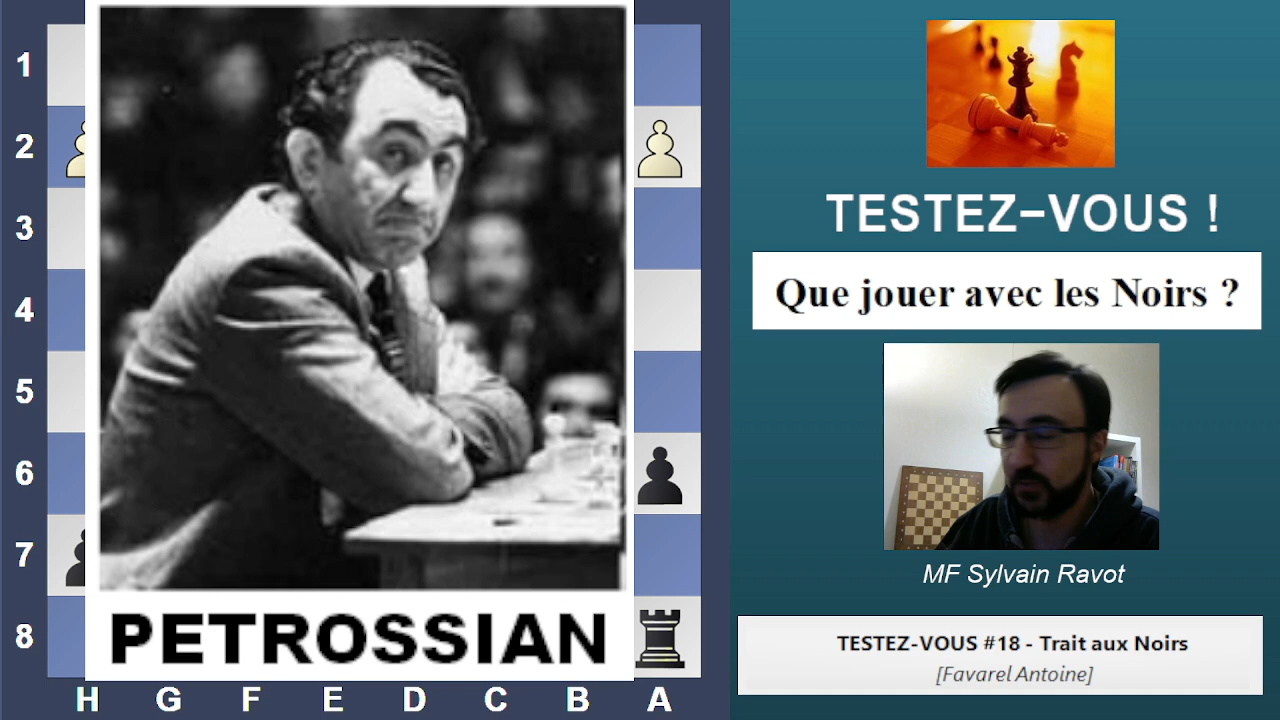 1
2
3
4
5
6
7
8
H G F E D C B A
PETROSSIAN
TESTEZ-VOUS !
Que jouer avec les Noirs ?
MF Sylvain Ravot
TESTEZ-VOUS #18 - Trait aux Noirs
[Favarel Antoine]